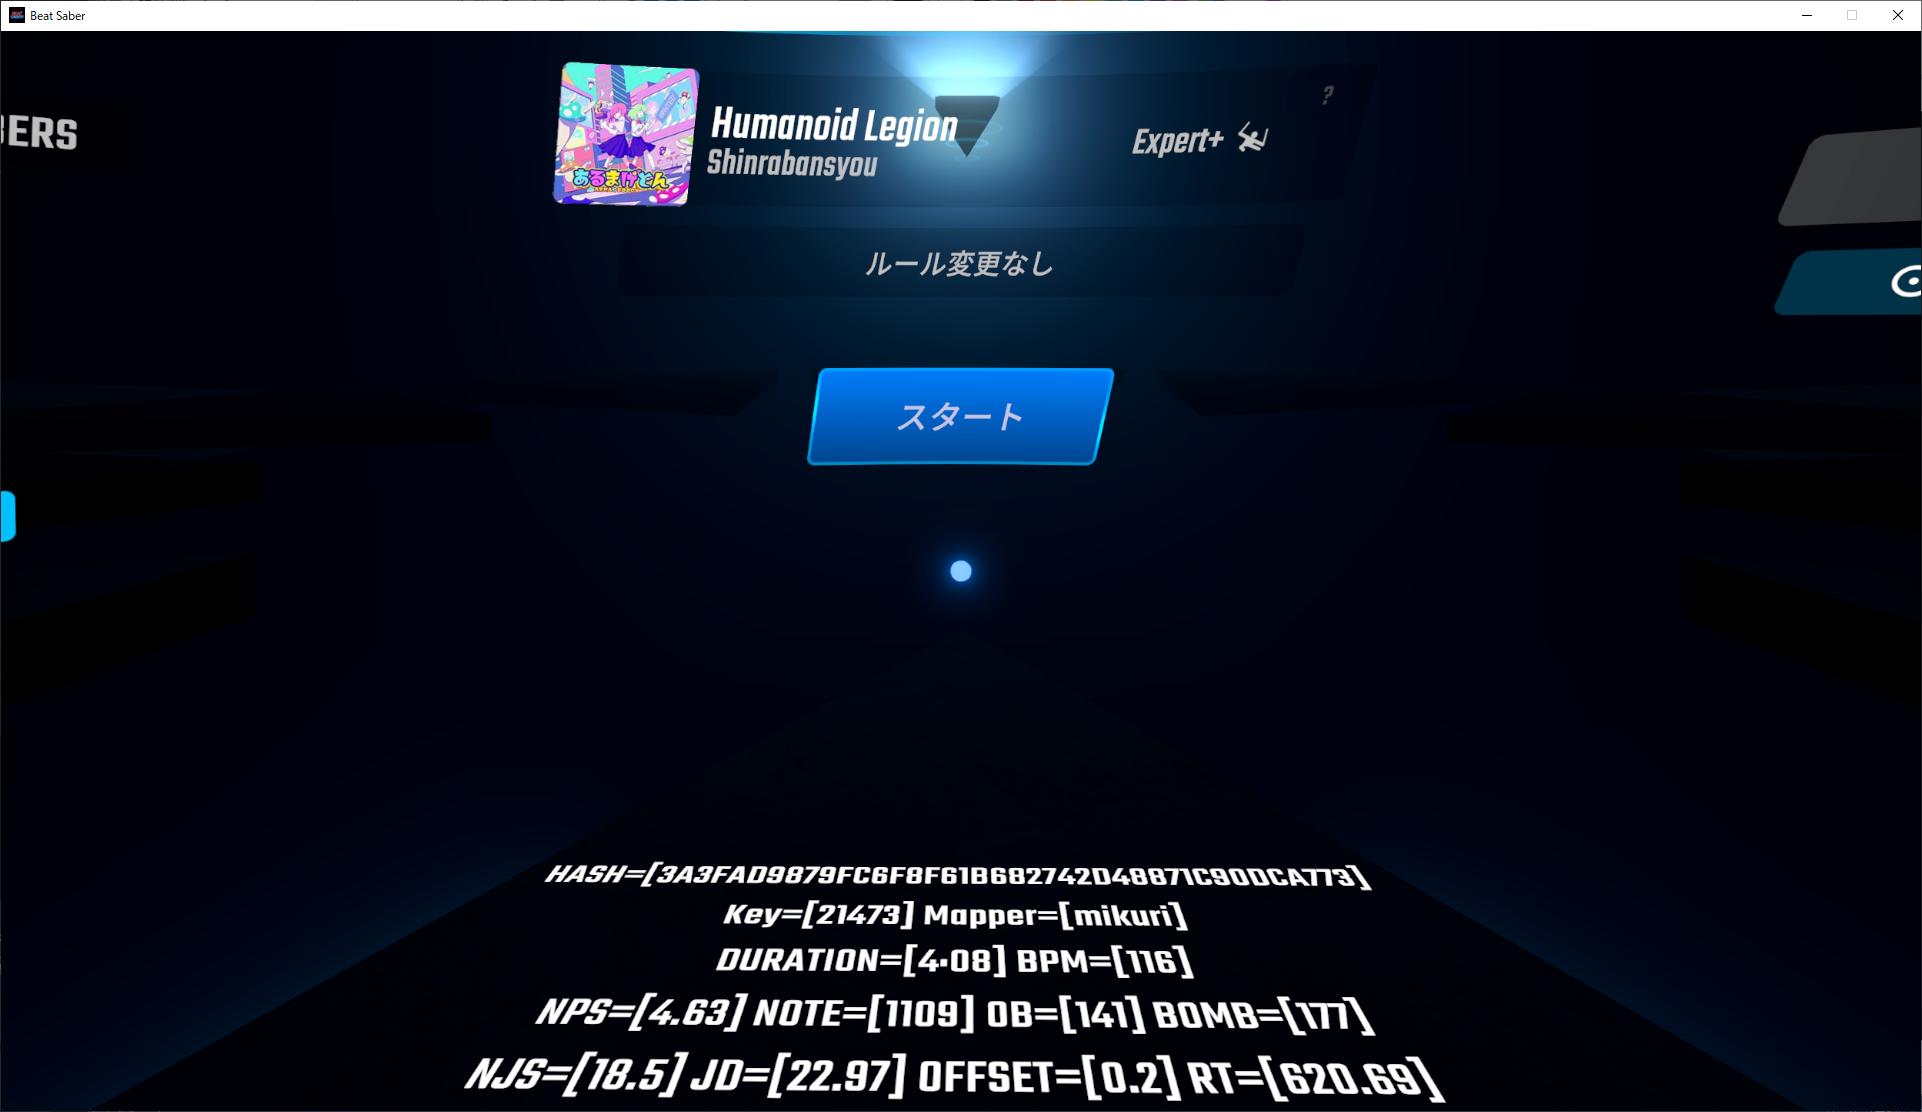 Beat Saber
BERS
Humanoid Legion
Shinrabansyou
Expert+
?
ルール変更なし
スタート
あるまげどん
HASH=[3A3FAD9879FC6F8F61B682742D48871C90DCA773]
Key=[21473] Mapper=[mikuri]
DURATION=[4:08] BPM=[116]
NPS=[4.63] NOTE=[1109] OB=[141] BOMB=[177]
NJS=[18.5] JD=[22.97] OFFSET=[0.2] RT=[620.69]